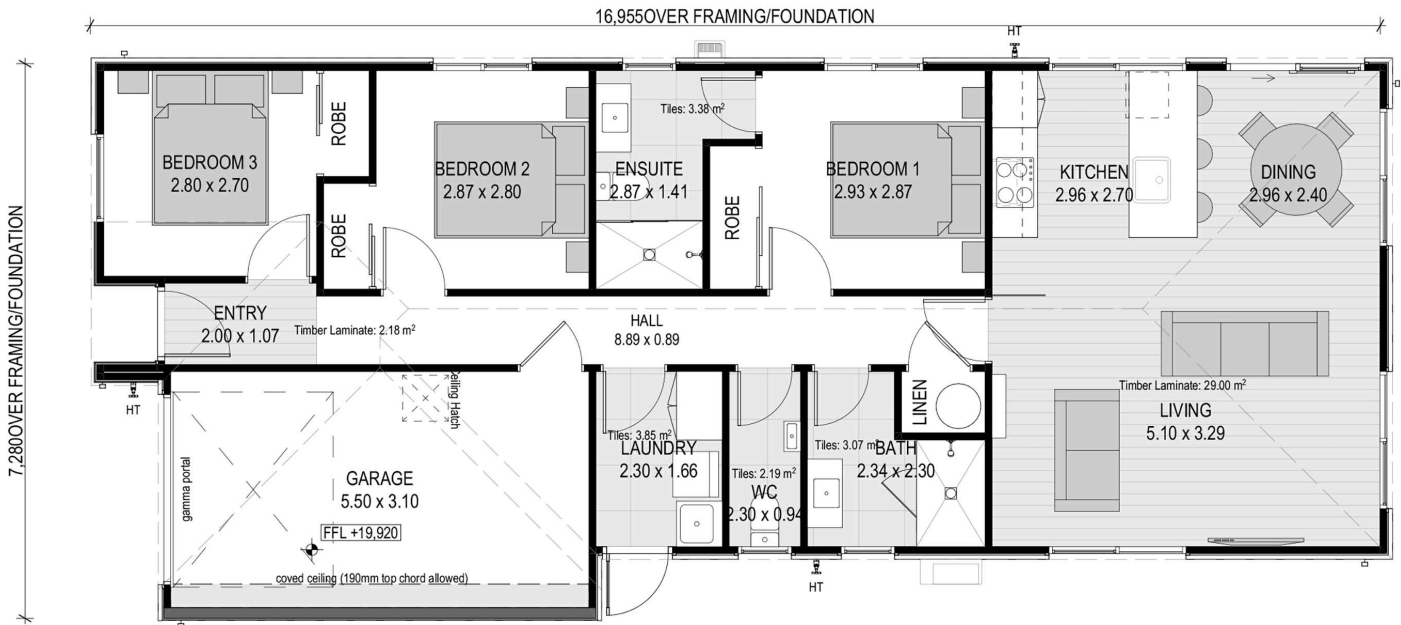 16,955OVER FRAMING/FOUNDATION
HT
7,280OVER FRAMING/FOUNDATION
BEDROOM 3
2.80 x 2.70
ROBE
ROBE
BEDROOM 2
2.87 x 2.80
Tiles: 3.38 m²
ENSUITE
2.87 x 1.41
ROBE
BEDROOM 1
2.93 x 2.87
KITCHEN
2.96 x 2.70
DINING
2.96 x 2.40
ENTRY
2.00 x 1.07
Timber Laminate: 2.18 m²
HALL
8.89 x 0.89
HT
Ceiling Hatch
gamma portal
GARAGE
5.50 x 3.10
FFL +19,920
coved ceiling (190mm top chord allowed)
Tiles: 3.85 m²
LAUNDRY
2.30 x 1.66
Tiles: 2.19 m²
WC
2.30 x 0.94
Tiles: 3.07 m²
BATH
2.34 x 2.30
LINEN
Timber Laminate: 29.00 m²
LIVING
5.10 x 3.29
HT